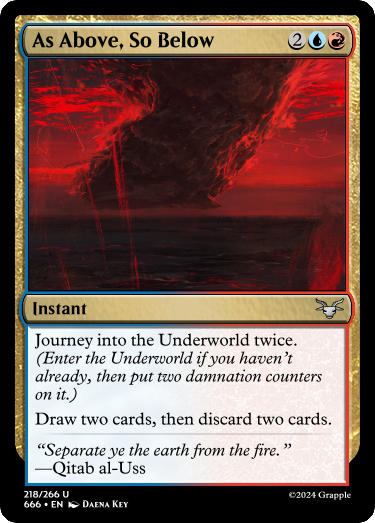 As Above, So Below 2
Instant
Journey into the Underworld twice.
(Enter the Underworld if you haven't
already, then put two damnation counters
on it.)
Draw two cards, then discard two cards.
"Separate ye the earth from the fire."
—Qitab al-Uss
218/266 U
©2024 Grapple
666 • EN Daena Key